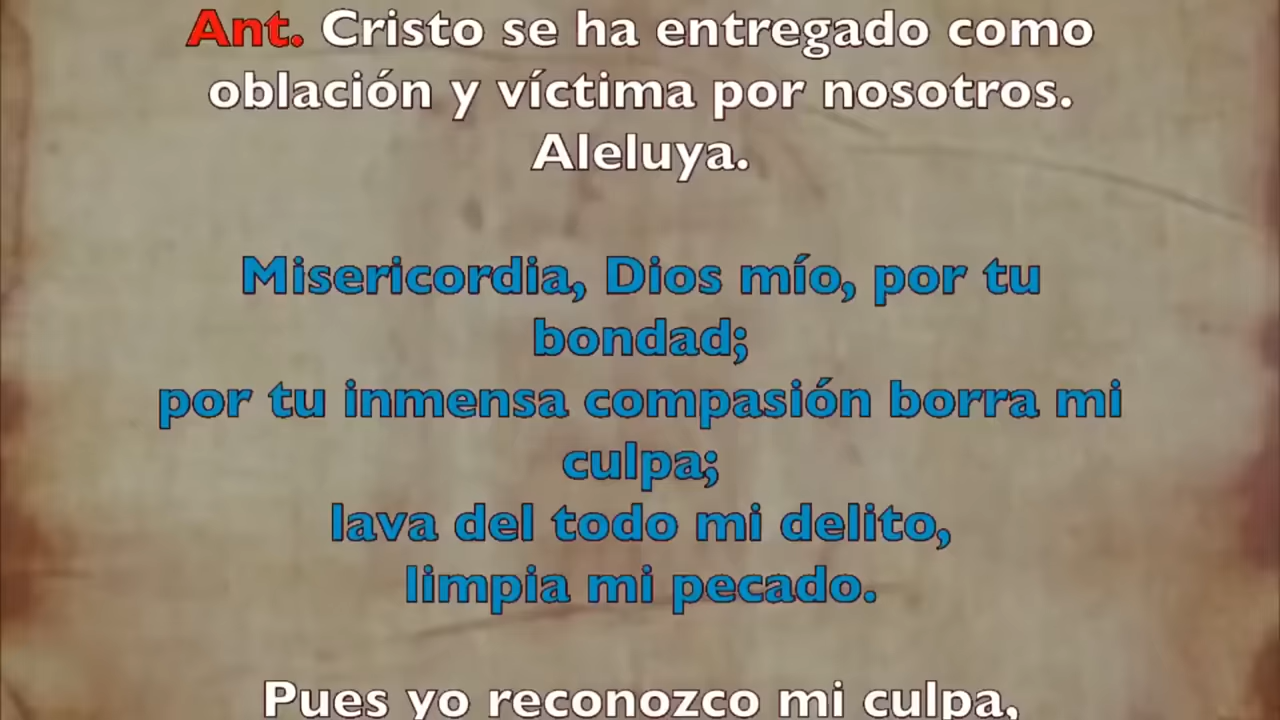 Ant. Cristo se ha entregado como
oblación y víctima por nosotros.
Aleluya.
Misericordia, Dios mío, por tu
bondad;
por tu inmensa compasión borra mi
culpa;
lava del todo mi delito,
limpia mi pecado.
Pues yo reconozco mi culpa,